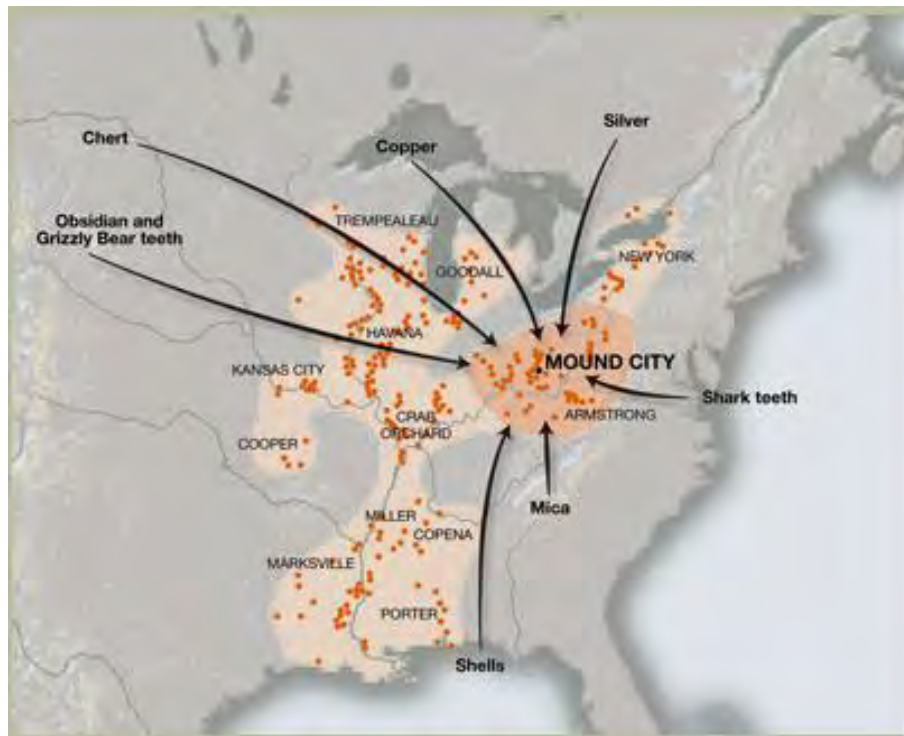 Silver
Chert
Copper
Obsidian and
Grizzly Bear teeth
TREMPEALEAU
GOODALL
NEW YORK
HAVANA
KANSAS CITY
MOUND CITY
Shark teeth
CRAB
ORCHARD
ARMSTRONG
COOPER
Mica
MILLER
COPENA
MARKSVILLE
PORTER
Shells